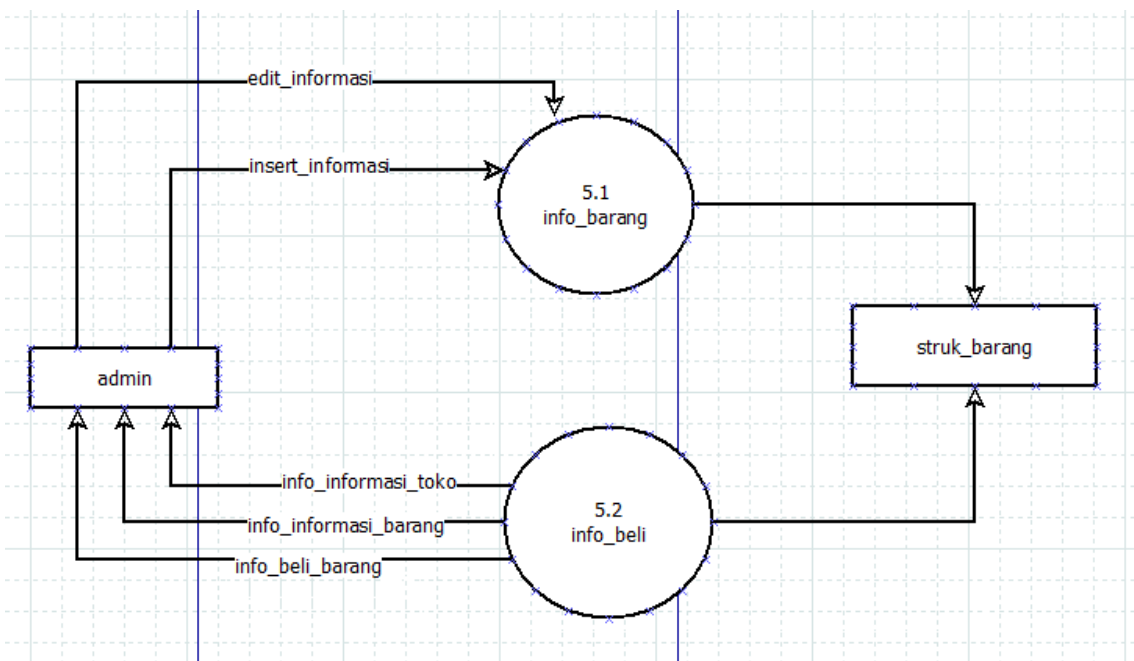 edit_informasi
insert_informasi
5.1
info_barang
struk_barang
admin
info_informasi_toko
5.2
info_beli
info_informasi_barang
info_beli_barang